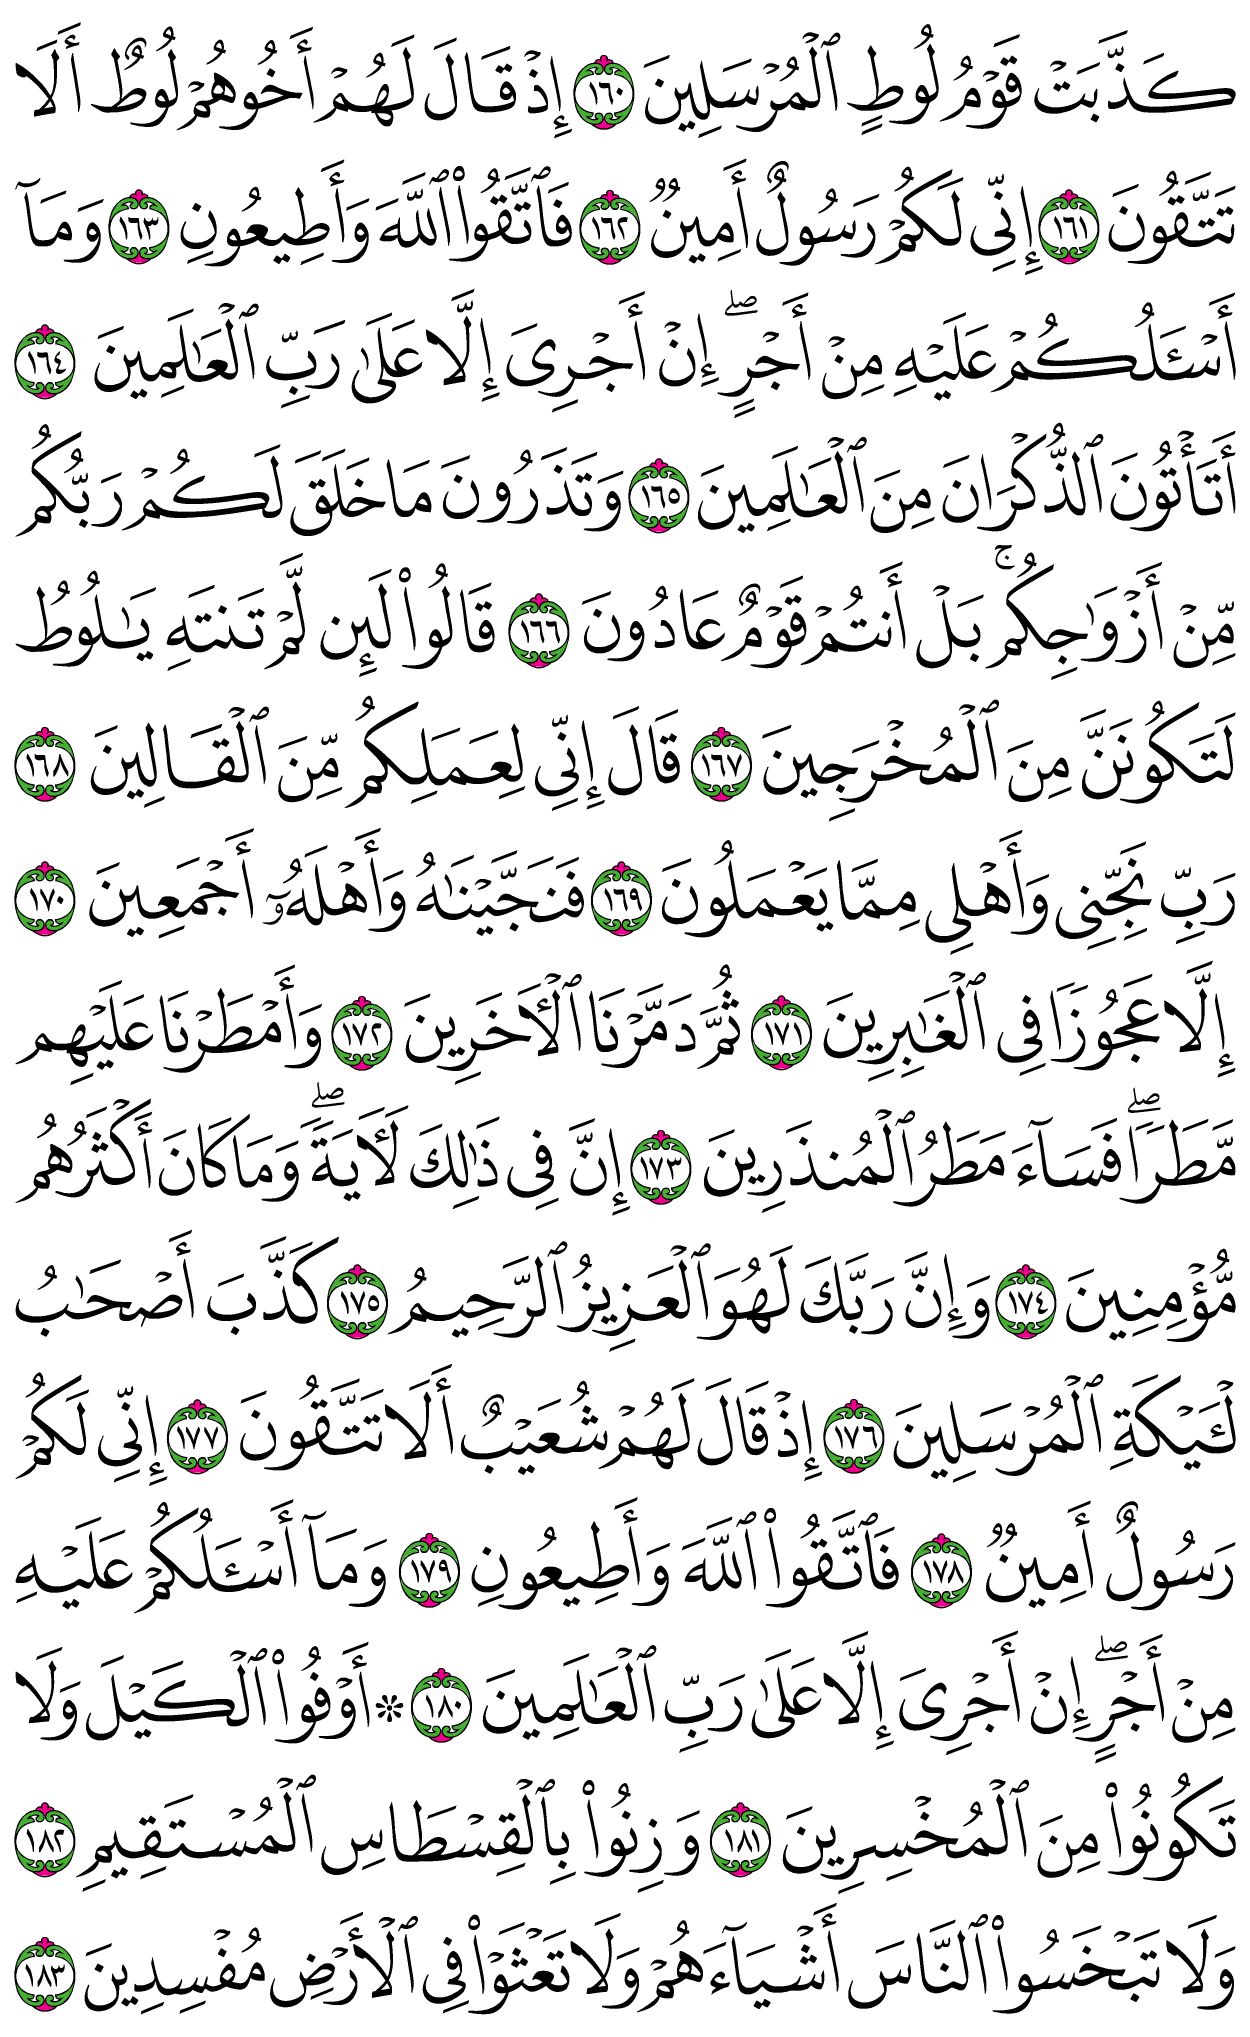 كَذَّبَتۡ قَوۡمُ لُوطٍ ٱلۡمُرۡسَلِينَ ١٦٠ إِذۡ قَالَ لَهُمۡ أَخُوهُمۡ لُوطٌ أَلَا
تَتَّقُونَ ١٦١ إِنِّي لَكُمۡ رَسُولٌ أَمِينٞ ١٦٢ فَٱتَّقُواْ ٱللَّهَ وَأَطِيعُونِ ١٦٣ وَمَآ
أَسۡـَٔلُكُمۡ عَلَيۡهِ مِنۡ أَجۡرٍۖ إِنۡ أَجۡرِيَ إِلَّا عَلَىٰ رَبِّ ٱلۡعَٰلَمِينَ ١٦٤
أَتَأۡتُونَ ٱلذُّكۡرَانَ مِنَ ٱلۡعَٰلَمِينَ ١٦٥ وَتَذَرُونَ مَا خَلَقَ لَكُمۡ رَبُّكُم
مِّنۡ أَزۡوَٰجِكُمۚ بَلۡ أَنتُمۡ قَوۡمٌ عَادُونَ ١٦٦ قَالُواْ لَئِن لَّمۡ تَنتَهِ يَٰلُوطُ
لَتَكُونَنَّ مِنَ ٱلۡمُخۡرَجِينَ ١٦٧ قَالَ إِنِّي لِعَمَلِكُم مِّنَ ٱلۡقَالِينَ ١٦٨
رَبِّ نَجِّنِي وَأَهۡلِي مِمَّا يَعۡمَلُونَ ١٦٩ فَنَجَّيۡنَٰهُ وَأَهۡلَهُۥٓ أَجۡمَعِينَ ١٧٠
إِلَّا عَجُوزٗا فِي ٱلۡغَٰبِرِينَ ١٧١ ثُمَّ دَمَّرۡنَا ٱلۡأٓخَرِينَ ١٧٢ وَأَمۡطَرۡنَا عَلَيۡهِم
مَّطَرٗاۖ فَسَآءَ مَطَرُ ٱلۡمُنذَرِينَ ١٧٣ إِنَّ فِي ذَٰلِكَ لَأٓيَةٗۖ وَمَا كَانَ أَكۡثَرُهُم
مُّؤۡمِنِينَ ١٧٤ وَإِنَّ رَبَّكَ لَهُوَ ٱلۡعَزِيزُ ٱلرَّحِيمُ ١٧٥ كَذَّبَ أَصۡحَٰبُ
لۡـَٔيۡكَةِ ٱلۡمُرۡسَلِينَ ١٧٦ إِذۡ قَالَ لَهُمۡ شُعَيۡبٌ أَلَا تَتَّقُونَ ١٧٧ إِنِّي لَكُمۡ
رَسُولٌ أَمِينٞ ١٧٨ فَٱتَّقُواْ ٱللَّهَ وَأَطِيعُونِ ١٧٩ وَمَآ أَسۡـَٔلُكُمۡ عَلَيۡهِ
مِنۡ أَجۡرٍۖ إِنۡ أَجۡرِيَ إِلَّا عَلَىٰ رَبِّ ٱلۡعَٰلَمِينَ ١٨٠ ۞ أَوۡفُواْ ٱلۡكَيۡلَ وَلَا
تَكُونُواْ مِنَ ٱلۡمُخۡسِرِينَ ١٨١ وَزِنُواْ بِٱلۡقِسۡطَاسِ ٱلۡمُسۡتَقِيمِ ١٨٢
وَلَا تَبۡخَسُواْ ٱلنَّاسَ أَشۡيَآءَهُمۡ وَلَا تَعۡثَوۡاْ فِي ٱلۡأَرۡضِ مُفۡسِدِينَ ١٨٣